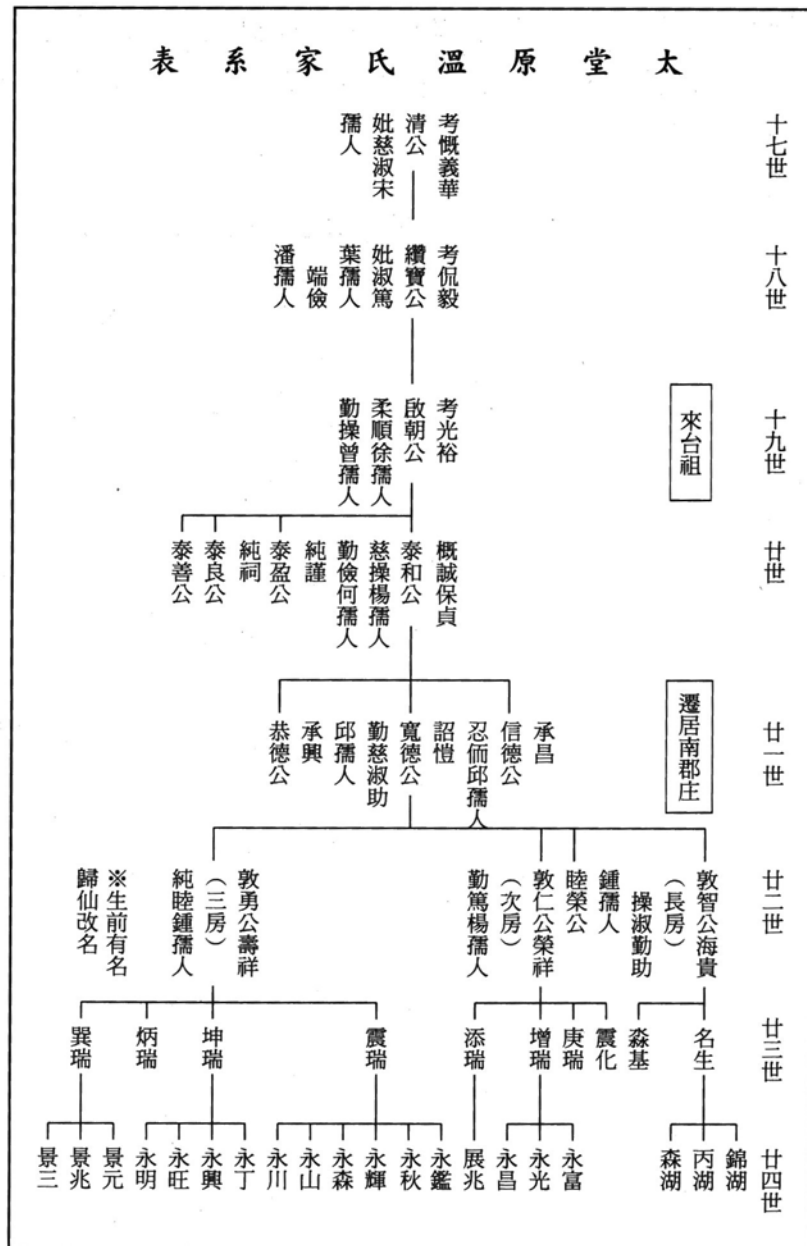 太堂原溫氏家系表
十七世
考慨義華
清公
妣慈淑宋
孺人
十八世
考侃毅
纘寶公
妣淑篤
葉孺人
端儉
潘孺人
十九世
來台祖
考光裕
啟朝公
柔順徐孺人
勤操曾孺人
廿世
概誠保貞
泰和公
慈操楊孺人
勤儉何孺人
純謹
泰盈公
純祠
泰良公
泰善公
廿一世
遷居南郡庄
承昌
信德公
忍侕邱孺人
詔愷
寬德公
勤慈淑助
邱孺人
承興
恭德公
廿二世
敦智公海貴
(長房)
操淑勤助
鍾孺人
睦榮公
敦仁公榮祥
(次房)
勤篤楊孺人
敦勇公壽祥
(三房)
純睦鍾孺人
※生前有名
歸仙改名
廿三世
名生
淼基
震化
庚瑞
增瑞
添瑞
震瑞
坤瑞
炳瑞
巽瑞
廿四世
錦湖
丙湖
森湖
永富
永光
永昌
展兆
永鑑
永秋
永輝
永森
永山
永川
永丁
永興
永旺
永明
景元
景兆
景三